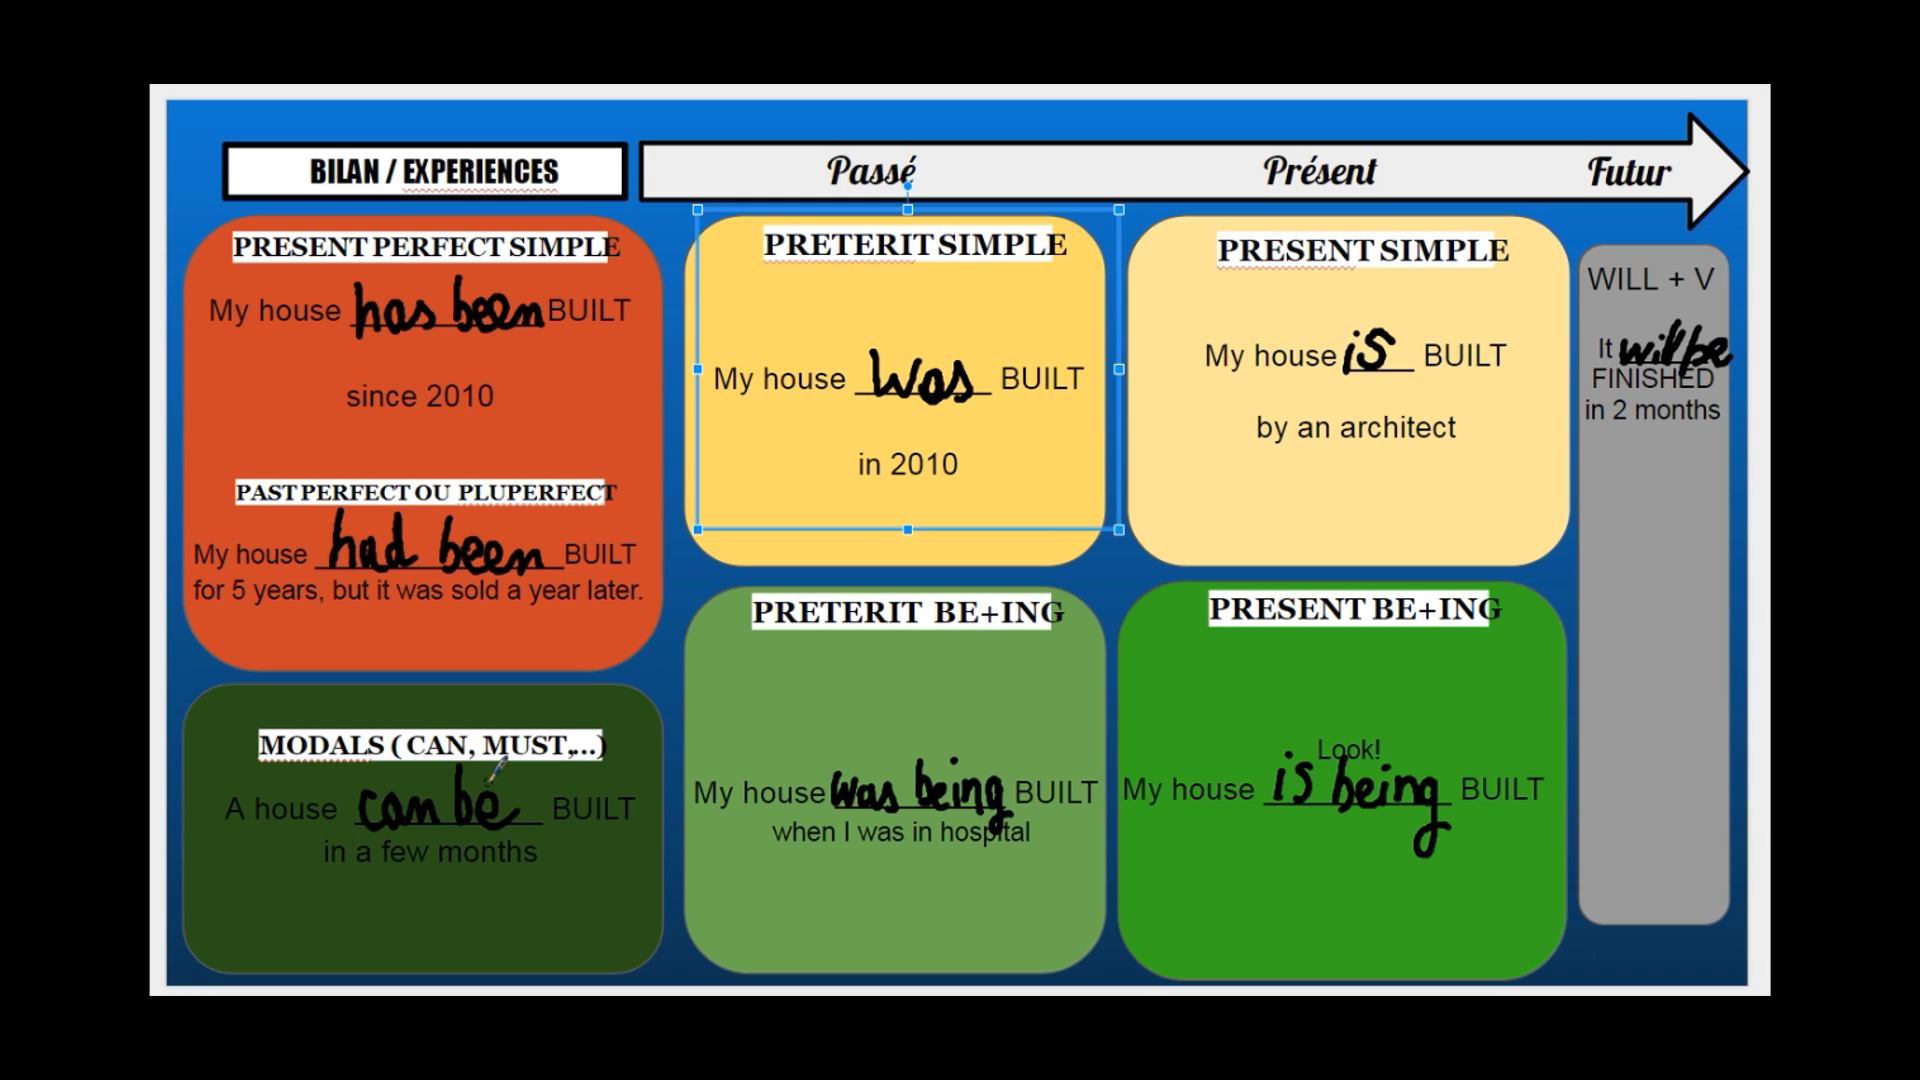 BILAN / EXPERIENCES
Passé
Présent
Futur
PRESENT PERFECT SIMPLE
My house has been BUILT
since 2010
PAST PERFECT OU PLUPERFECT
My house had been BUILT
for 5 years, but it was sold a year later.
MODALS ( CAN, MUST,...)
A house can be BUILT
in a few months
PRETERIT SIMPLE
My house was BUILT
in 2010
PRETERIT BE+ING
My house was being BUILT
when I was in hospital
PRESENT SIMPLE
My house is BUILT
by an architect
PRESENT BE+ING
Look!
My house is being BUILT
WILL + V
It will be
FINISHED
in 2 months